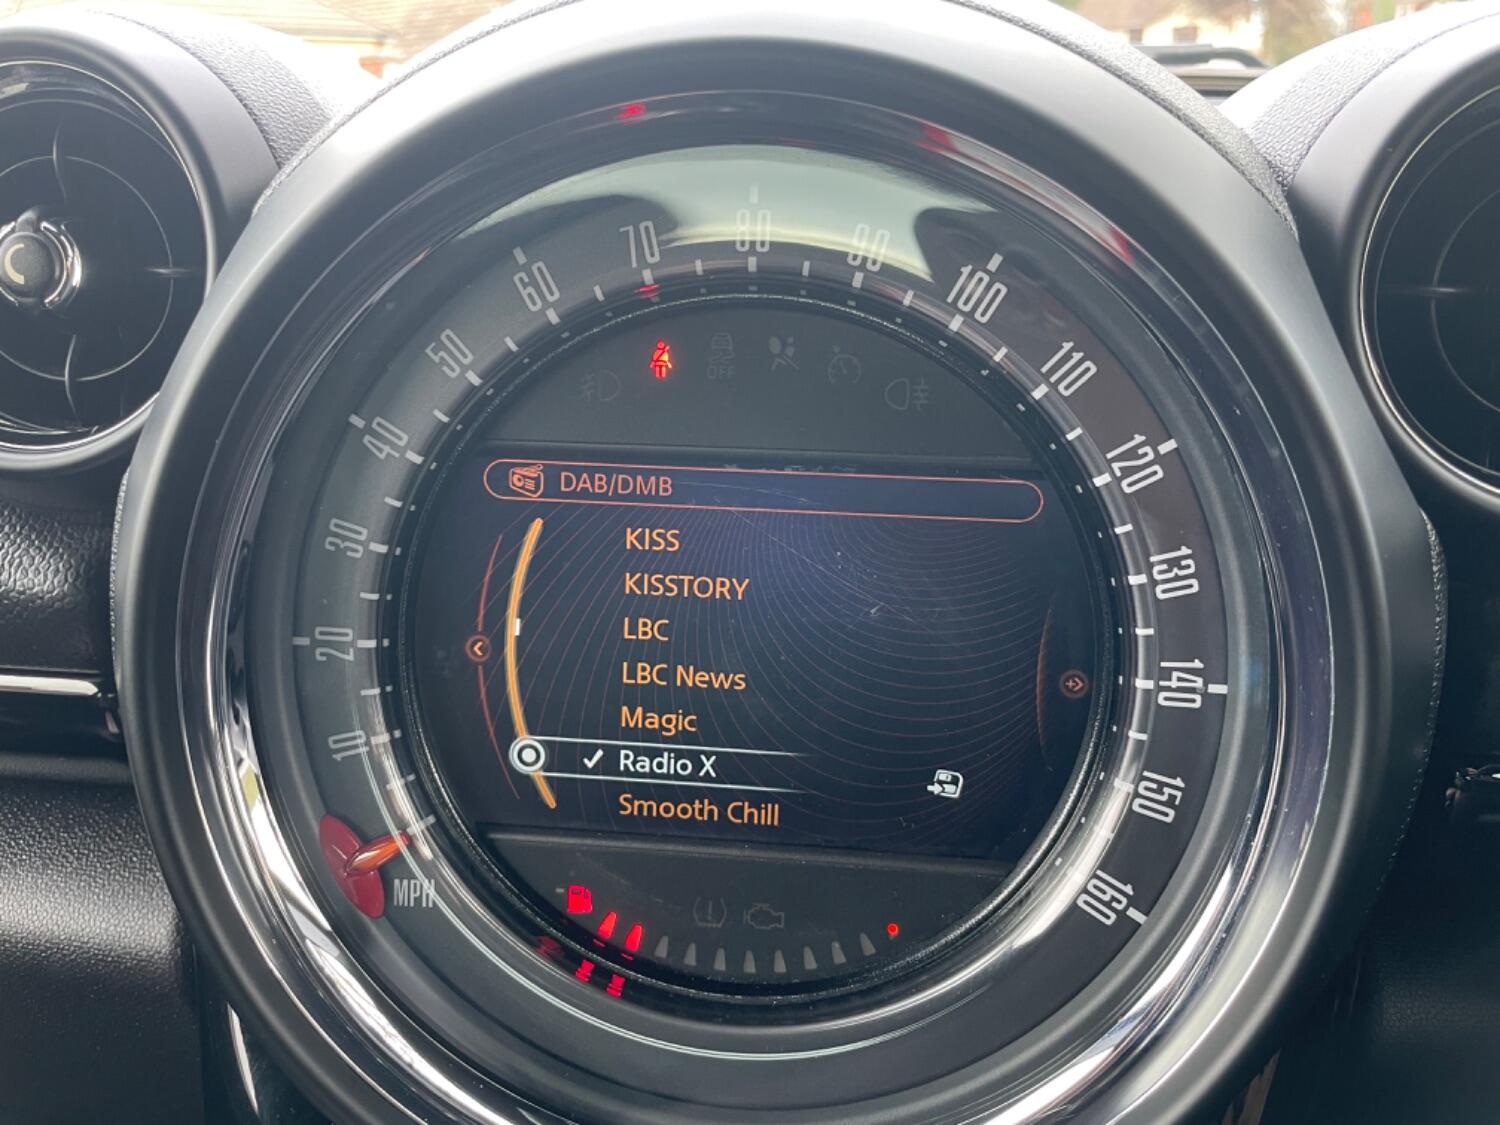 10
20
30
40
50
60
70
80
90
100
110
120
130
140
150
160
MPH
OFF
DAB/DMB
KISS
KISSTORY
LBC
LBC News
Magic
Radio X
Smooth Chill